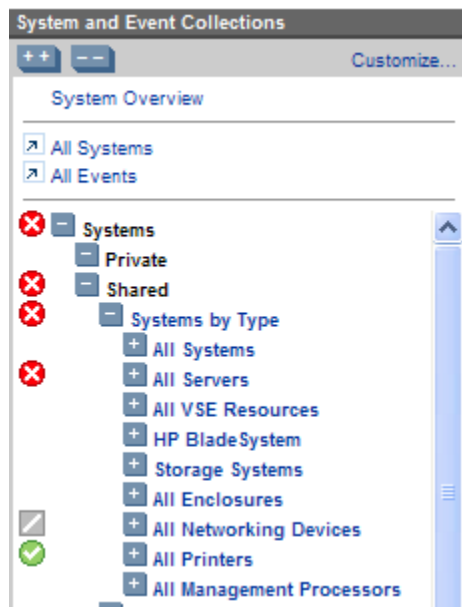 System and Event Collections
++ -- Customize...
System Overview
All Systems
All Events
Systems
Private
Shared
Systems by Type
All Systems
All Servers
All VSE Resources
HP BladeSystem
Storage Systems
All Enclosures
All Networking Devices
All Printers
All Management Processors